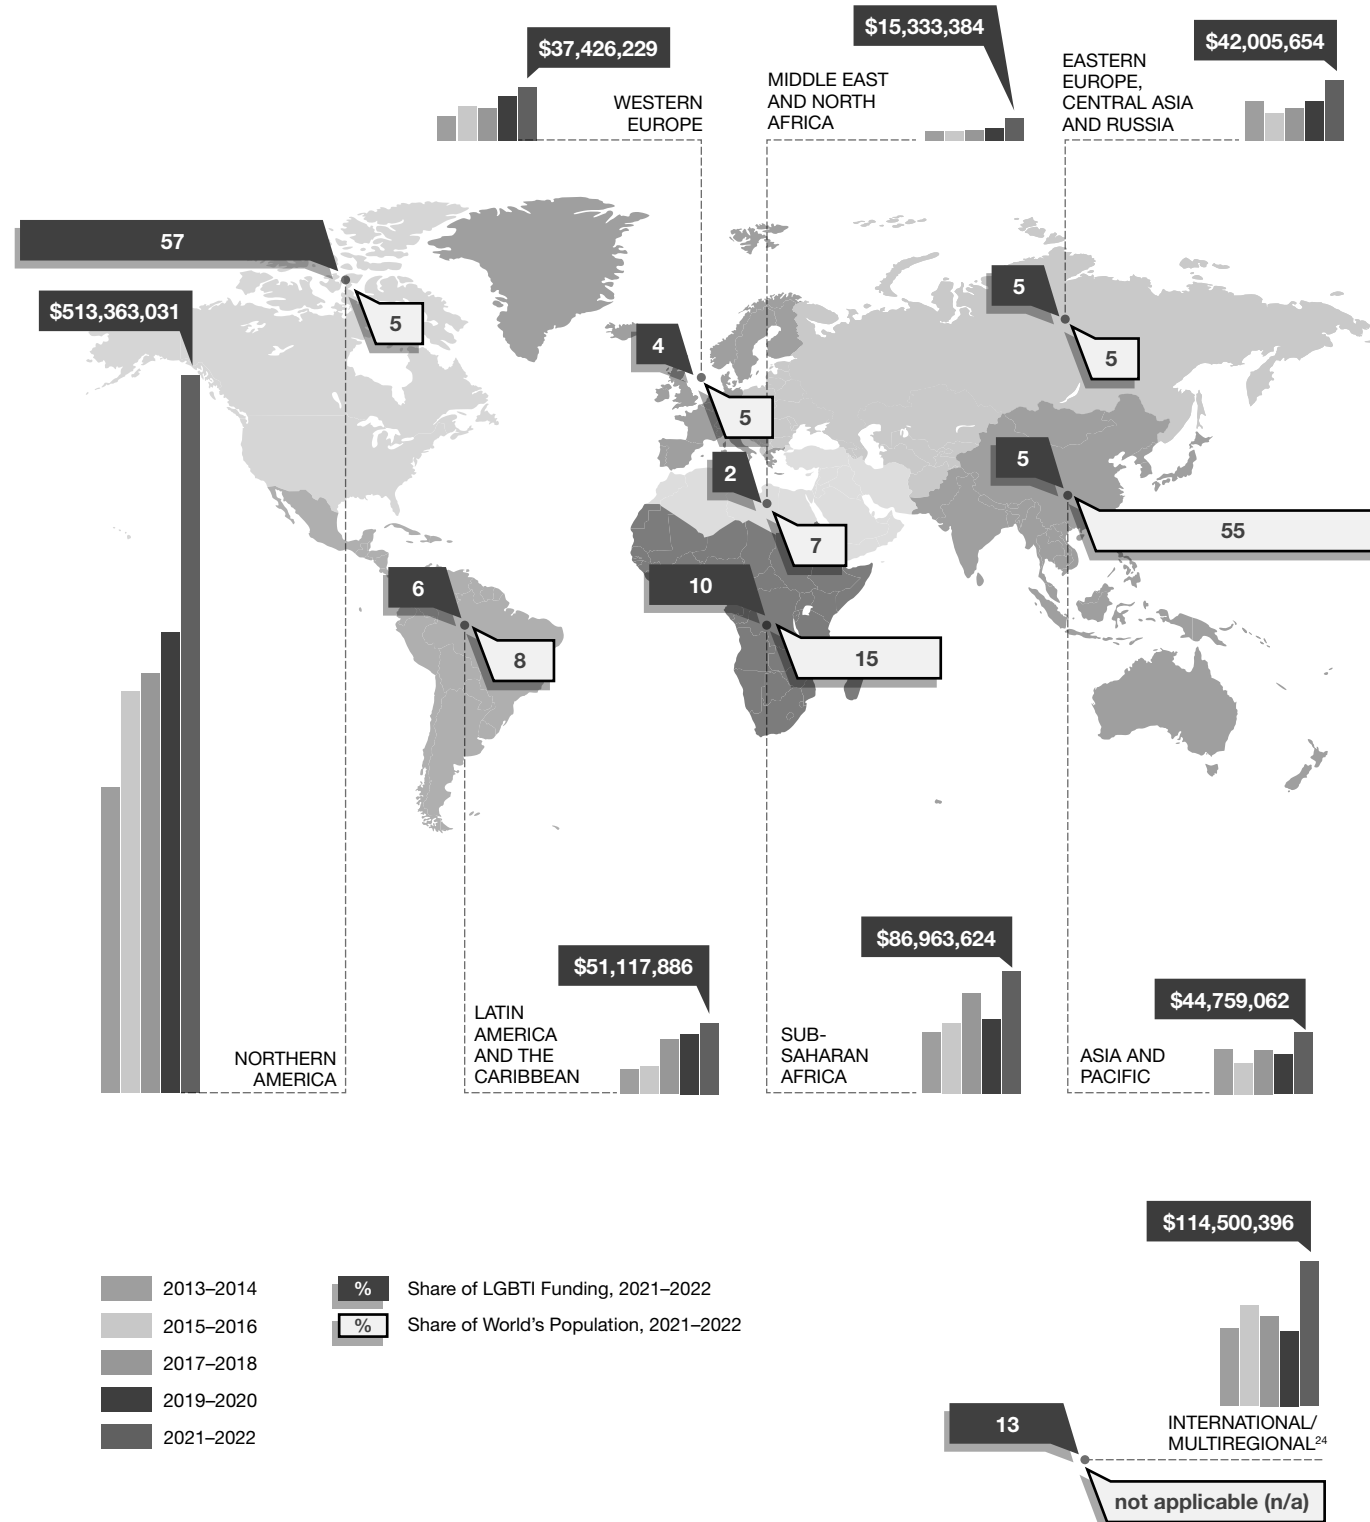 $37,426,229
WESTERN
EUROPE
$15,333,384
MIDDLE EAST
AND NORTH
AFRICA
$42,005,654
EASTERN
EUROPE,
CENTRAL ASIA
AND RUSSIA
57
5
$513,363,031
4
5
5
5
2
7
5
55
6
8
10
15
NORTHERN
AMERICA
$51,117,886
LATIN
AMERICA
AND THE
CARIBBEAN
$86,963,624
SUB-
SAHARAN
AFRICA
$44,759,062
ASIA AND
PACIFIC
$114,500,396
INTERNATIONAL/
MULTIREGIONAL24
13
not applicable (n/a)
2013–2014
2015–2016
2017–2018
2019–2020
2021–2022
% Share of LGBTI Funding, 2021–2022
% Share of World's Population, 2021–2022